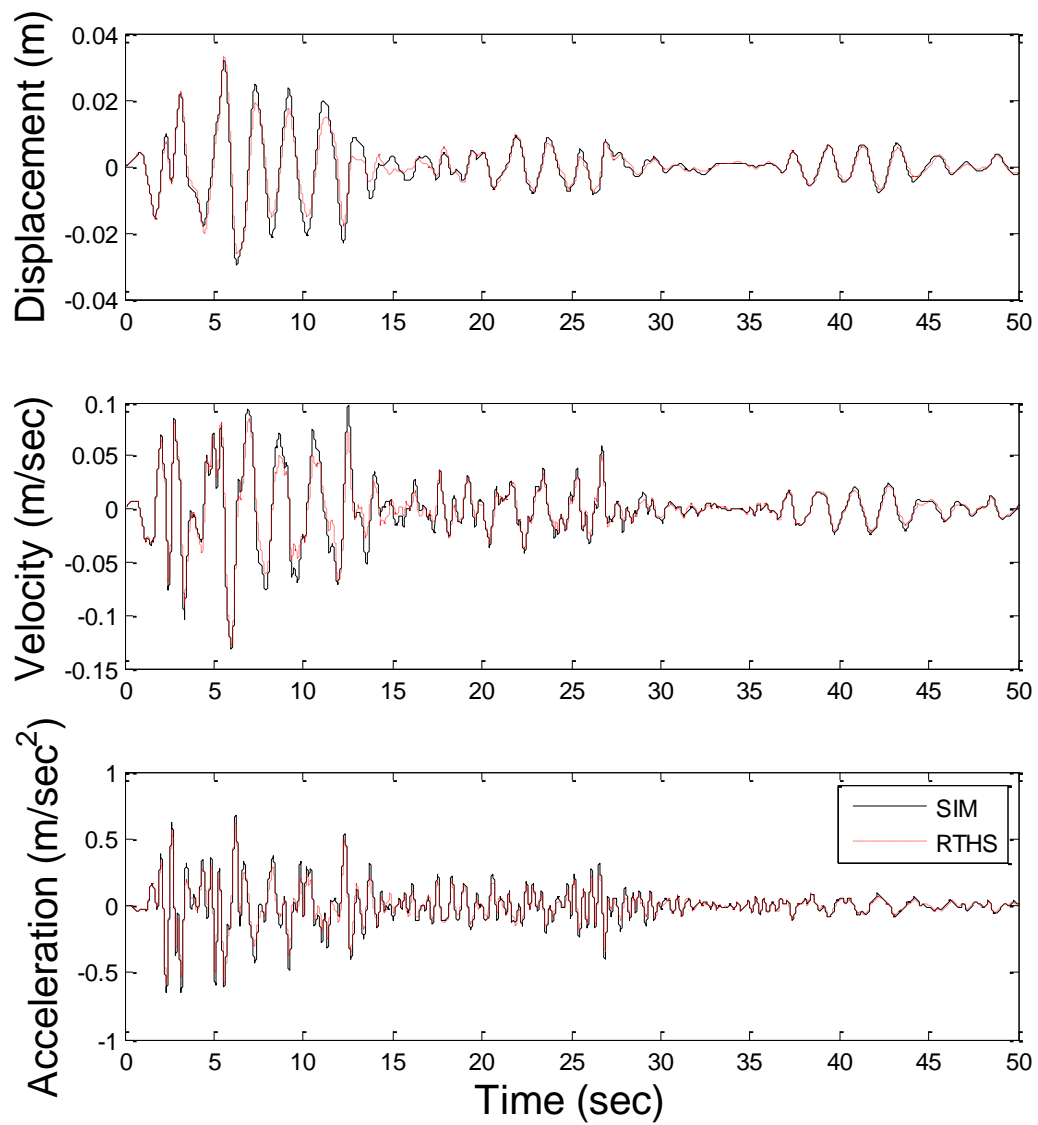 Displacement (m)
0.04
0.02
0
-0.02
-0.04
0 5 10 15 20 25 30 35 40 45 50
Velocity (m/sec)
0.1
0.05
0
-0.05
-0.1
-0.15
0 5 10 15 20 25 30 35 40 45 50
Acceleration (m/sec²)
1
0.5
0
-0.5
-1
SIM
RTHS
0 5 10 15 20 25 30 35 40 45 50
Time (sec)